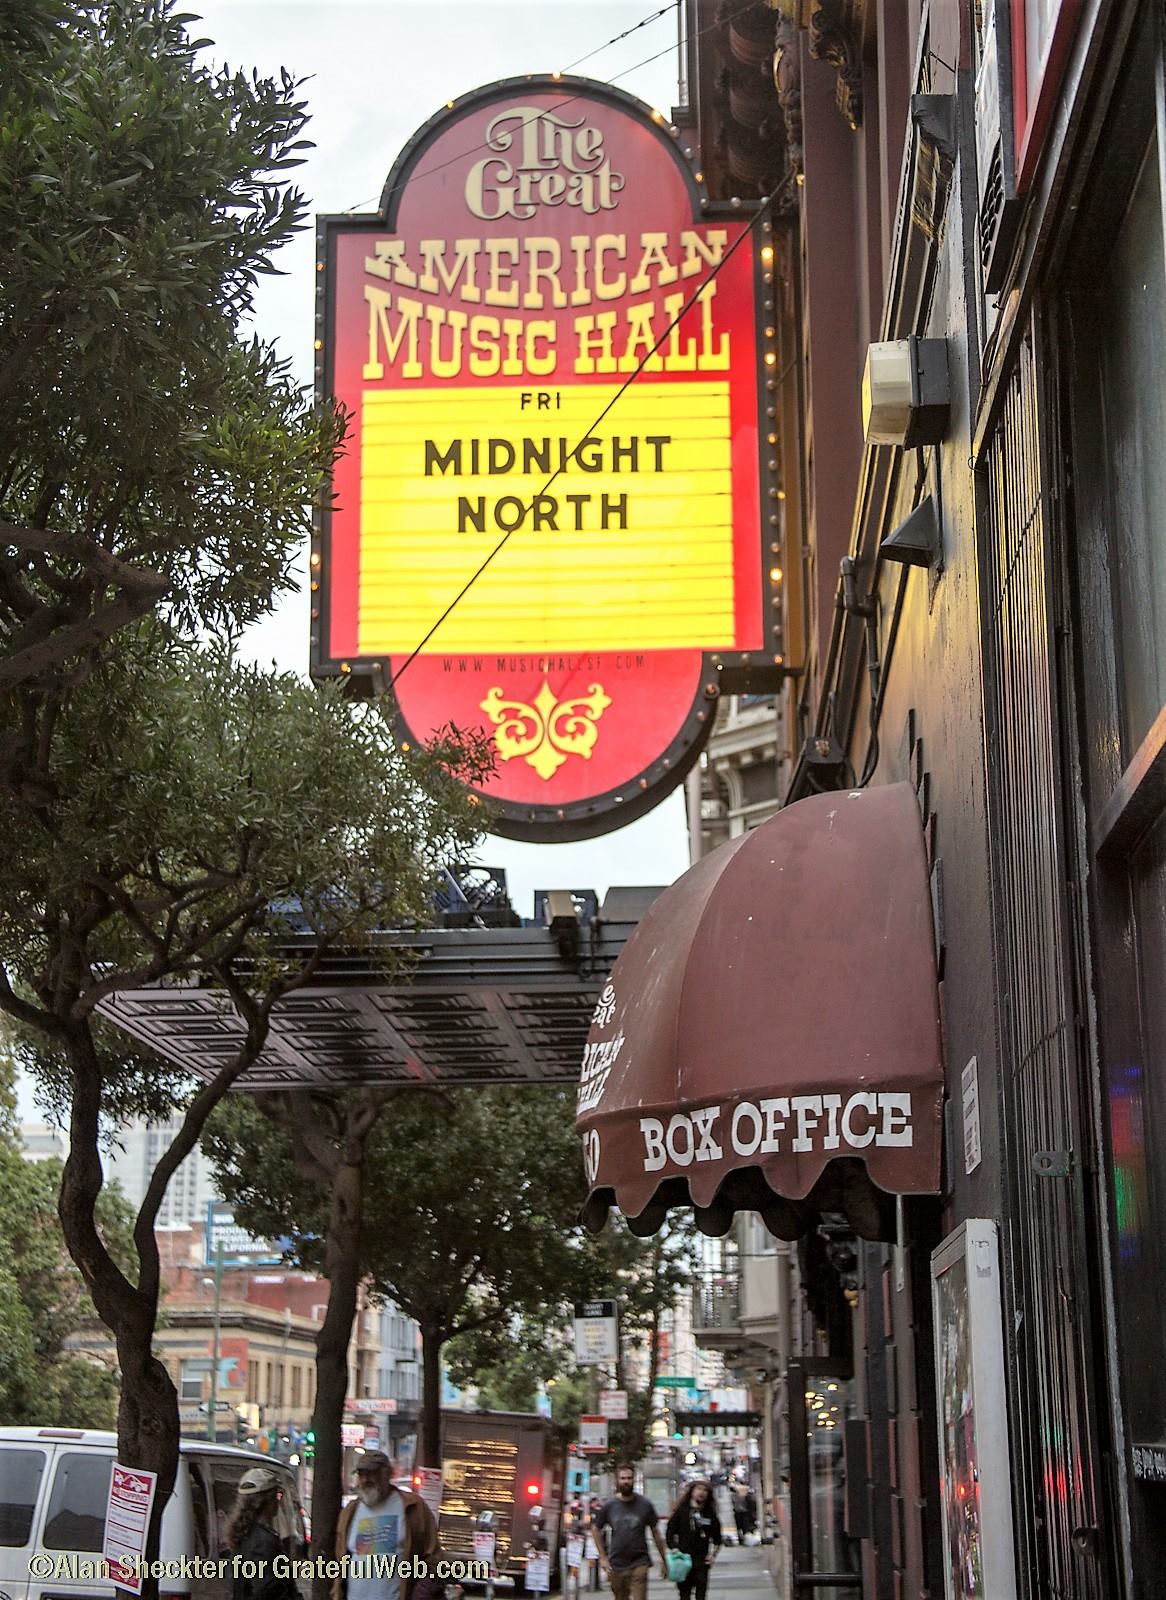 The
Great
AMERICAN
MUSIC HALL
FRI
MIDNIGHT
NORTH
WWW.MUSICHALLSF.COM
BOX OFFICE
©Alan Sheckter for GratefulWeb.com